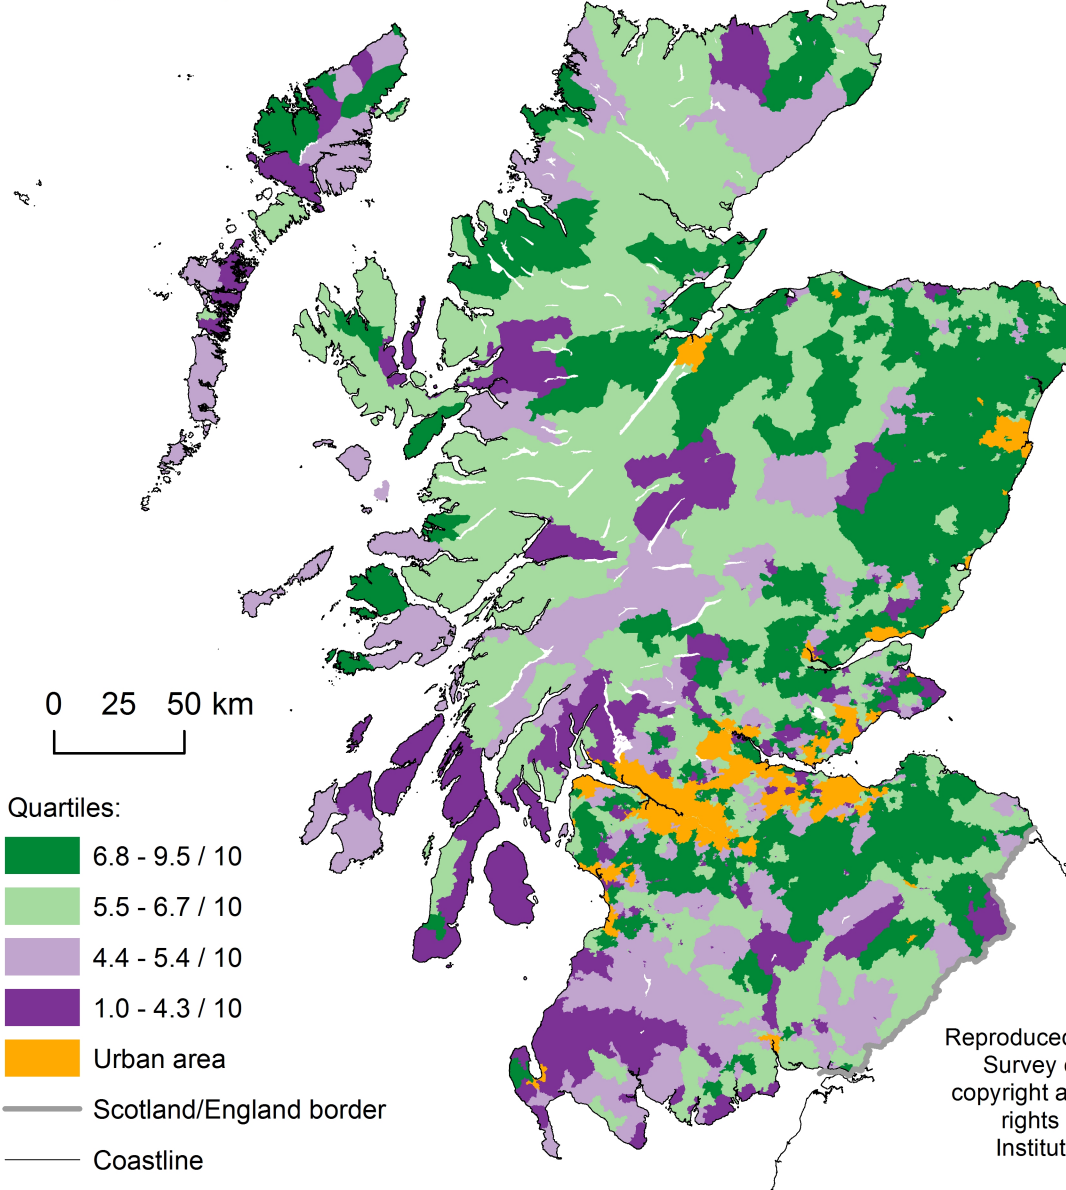 0 25 50 km
Quartiles:
6.8 - 9.5 / 10
5.5 - 6.7 / 10
4.4 - 5.4 / 10
1.0 - 4.3 / 10
Urban area
Scotland/England border
Coastline
Reproduced
Survey
copyright a
rights
Institut